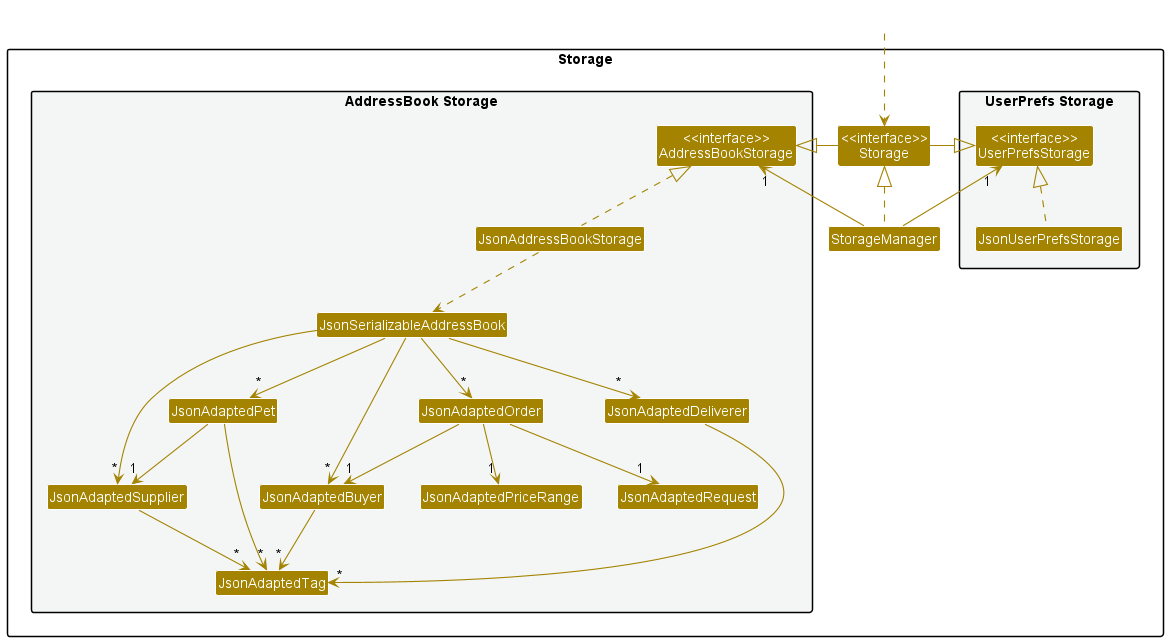 Storage
AddressBook Storage
UserPrefs Storage
<<interface>>
AddressBookStorage
<<interface>>
Storage
<<interface>>
UserPrefsStorage
1
1
JsonAddressBookStorage
StorageManager
JsonUserPrefsStorage
JsonSerializableAddressBook
*
*
*
JsonAdaptedPet
JsonAdaptedOrder
JsonAdaptedDeliverer
*
1
*
1
1
1
JsonAdaptedSupplier
JsonAdaptedBuyer
JsonAdaptedPriceRange
JsonAdaptedRequest
*
*
*
*
JsonAdaptedTag